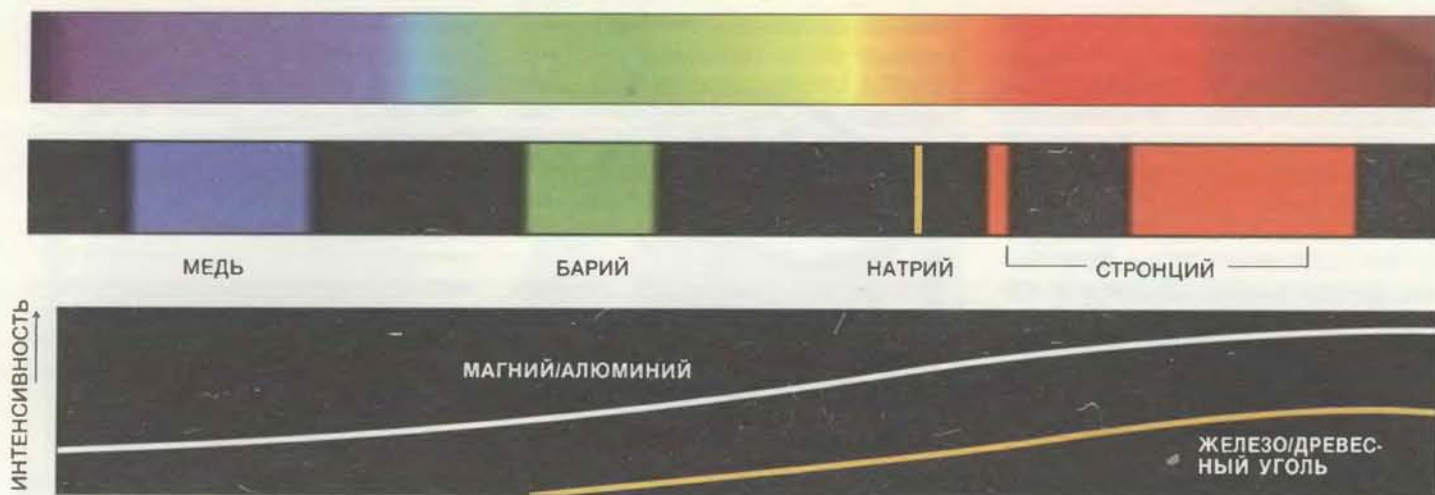 МЕДЬ
БАРИЙ
НАТРИЙ
СТРОНЦИЙ
ИНТЕНСИВНОСТЬ
МАГНИЙ/АЛЮМИНИЙ
ЖЕЛЕЗО/ДРЕВЕС-
НЫЙ УГОЛЬ